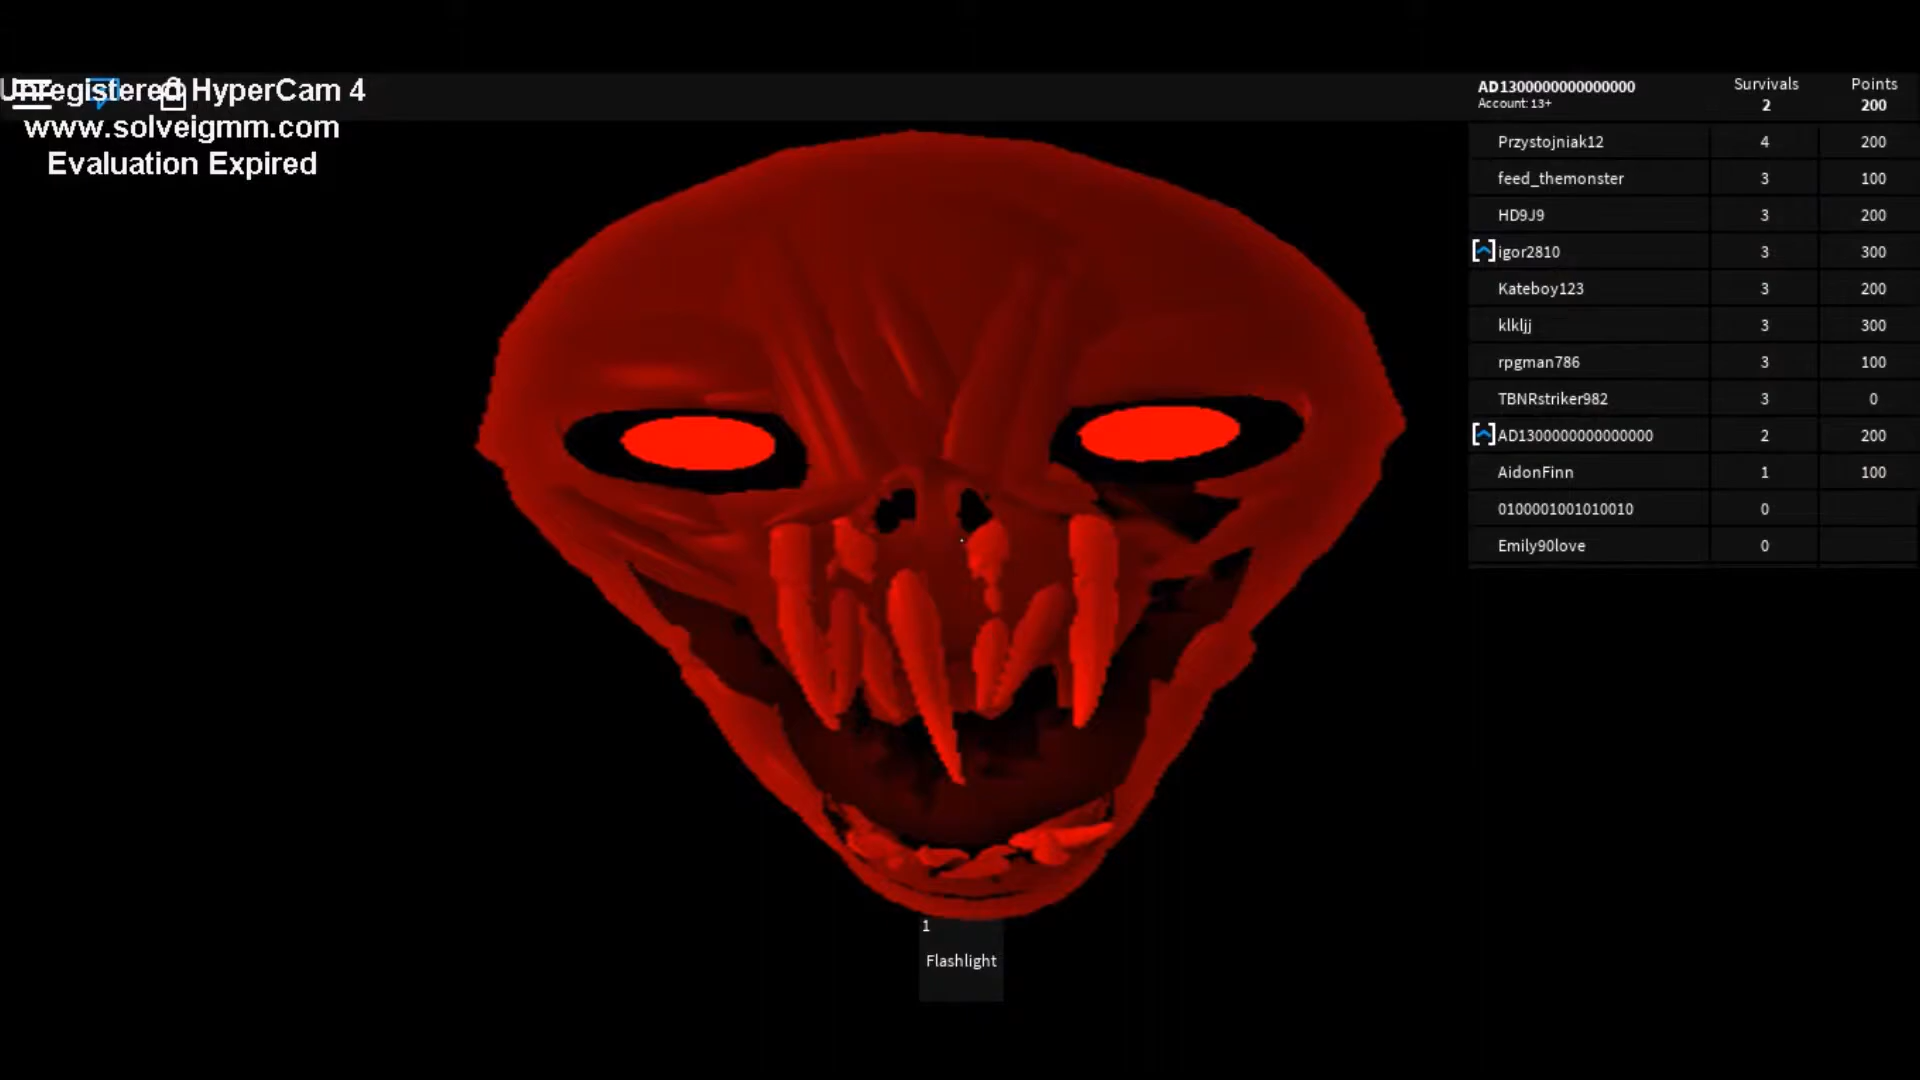 Unregistered HyperCam 4
www.solveigmm.com
Evaluation Expired
AD1300000000000000 Survivals Points
Account: 13+ 2 200
Przystojniak12 4 200
feed_themonster 3 100
HD9J9 3 200
igor2810 3 300
Kateboy123 3 200
klkljj 3 300
rpgman786 3 100
TBNRstriker982 3 0
AD1300000000000000 2 200
AidonFinn 1 100
0100001001010010 0
Emily90love 0
1
Flashlight